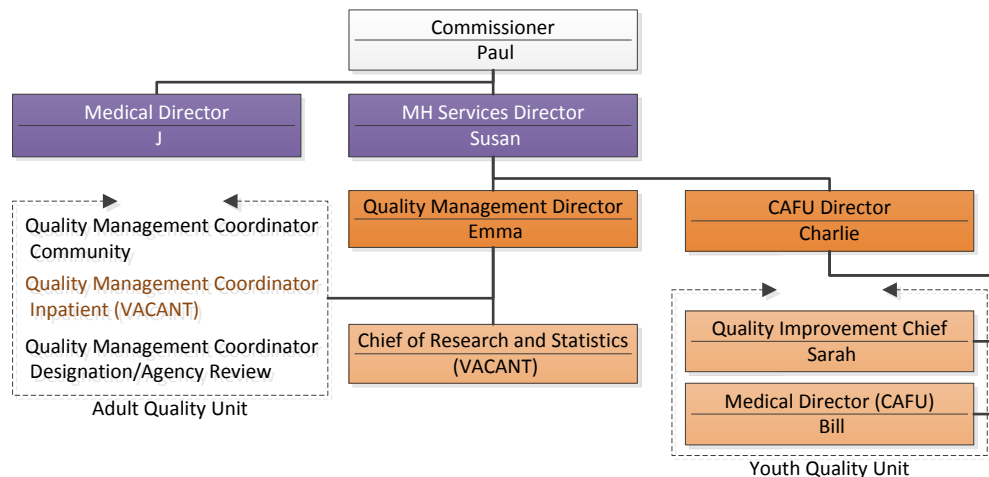 Commissioner
Paul
Medical Director
J
MH Services Director
Susan
Quality Management Director
Emma
CAFU Director
Charlie
Quality Management Coordinator
Community
Quality Management Coordinator
Inpatient (VACANT)
Quality Management Coordinator
Designation/Agency Review
Adult Quality Unit
Chief of Research and Statistics
(VACANT)
Quality Improvement Chief
Sarah
Medical Director (CAFU)
Bill
Youth Quality Unit